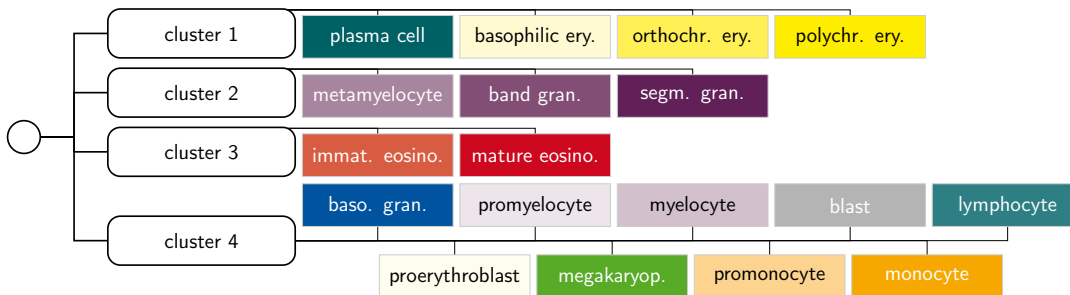 cluster 1 plasma cell basophilic ery. orthochr. ery. polychr. ery.
cluster 2 metamyelocyte band gran. segm. gran.
cluster 3 immat. eosino. mature eosino.
baso. gran. promyelocyte myelocyte blast lymphocyte
cluster 4
proerythroblast megakaryop. promonocyte monocyte